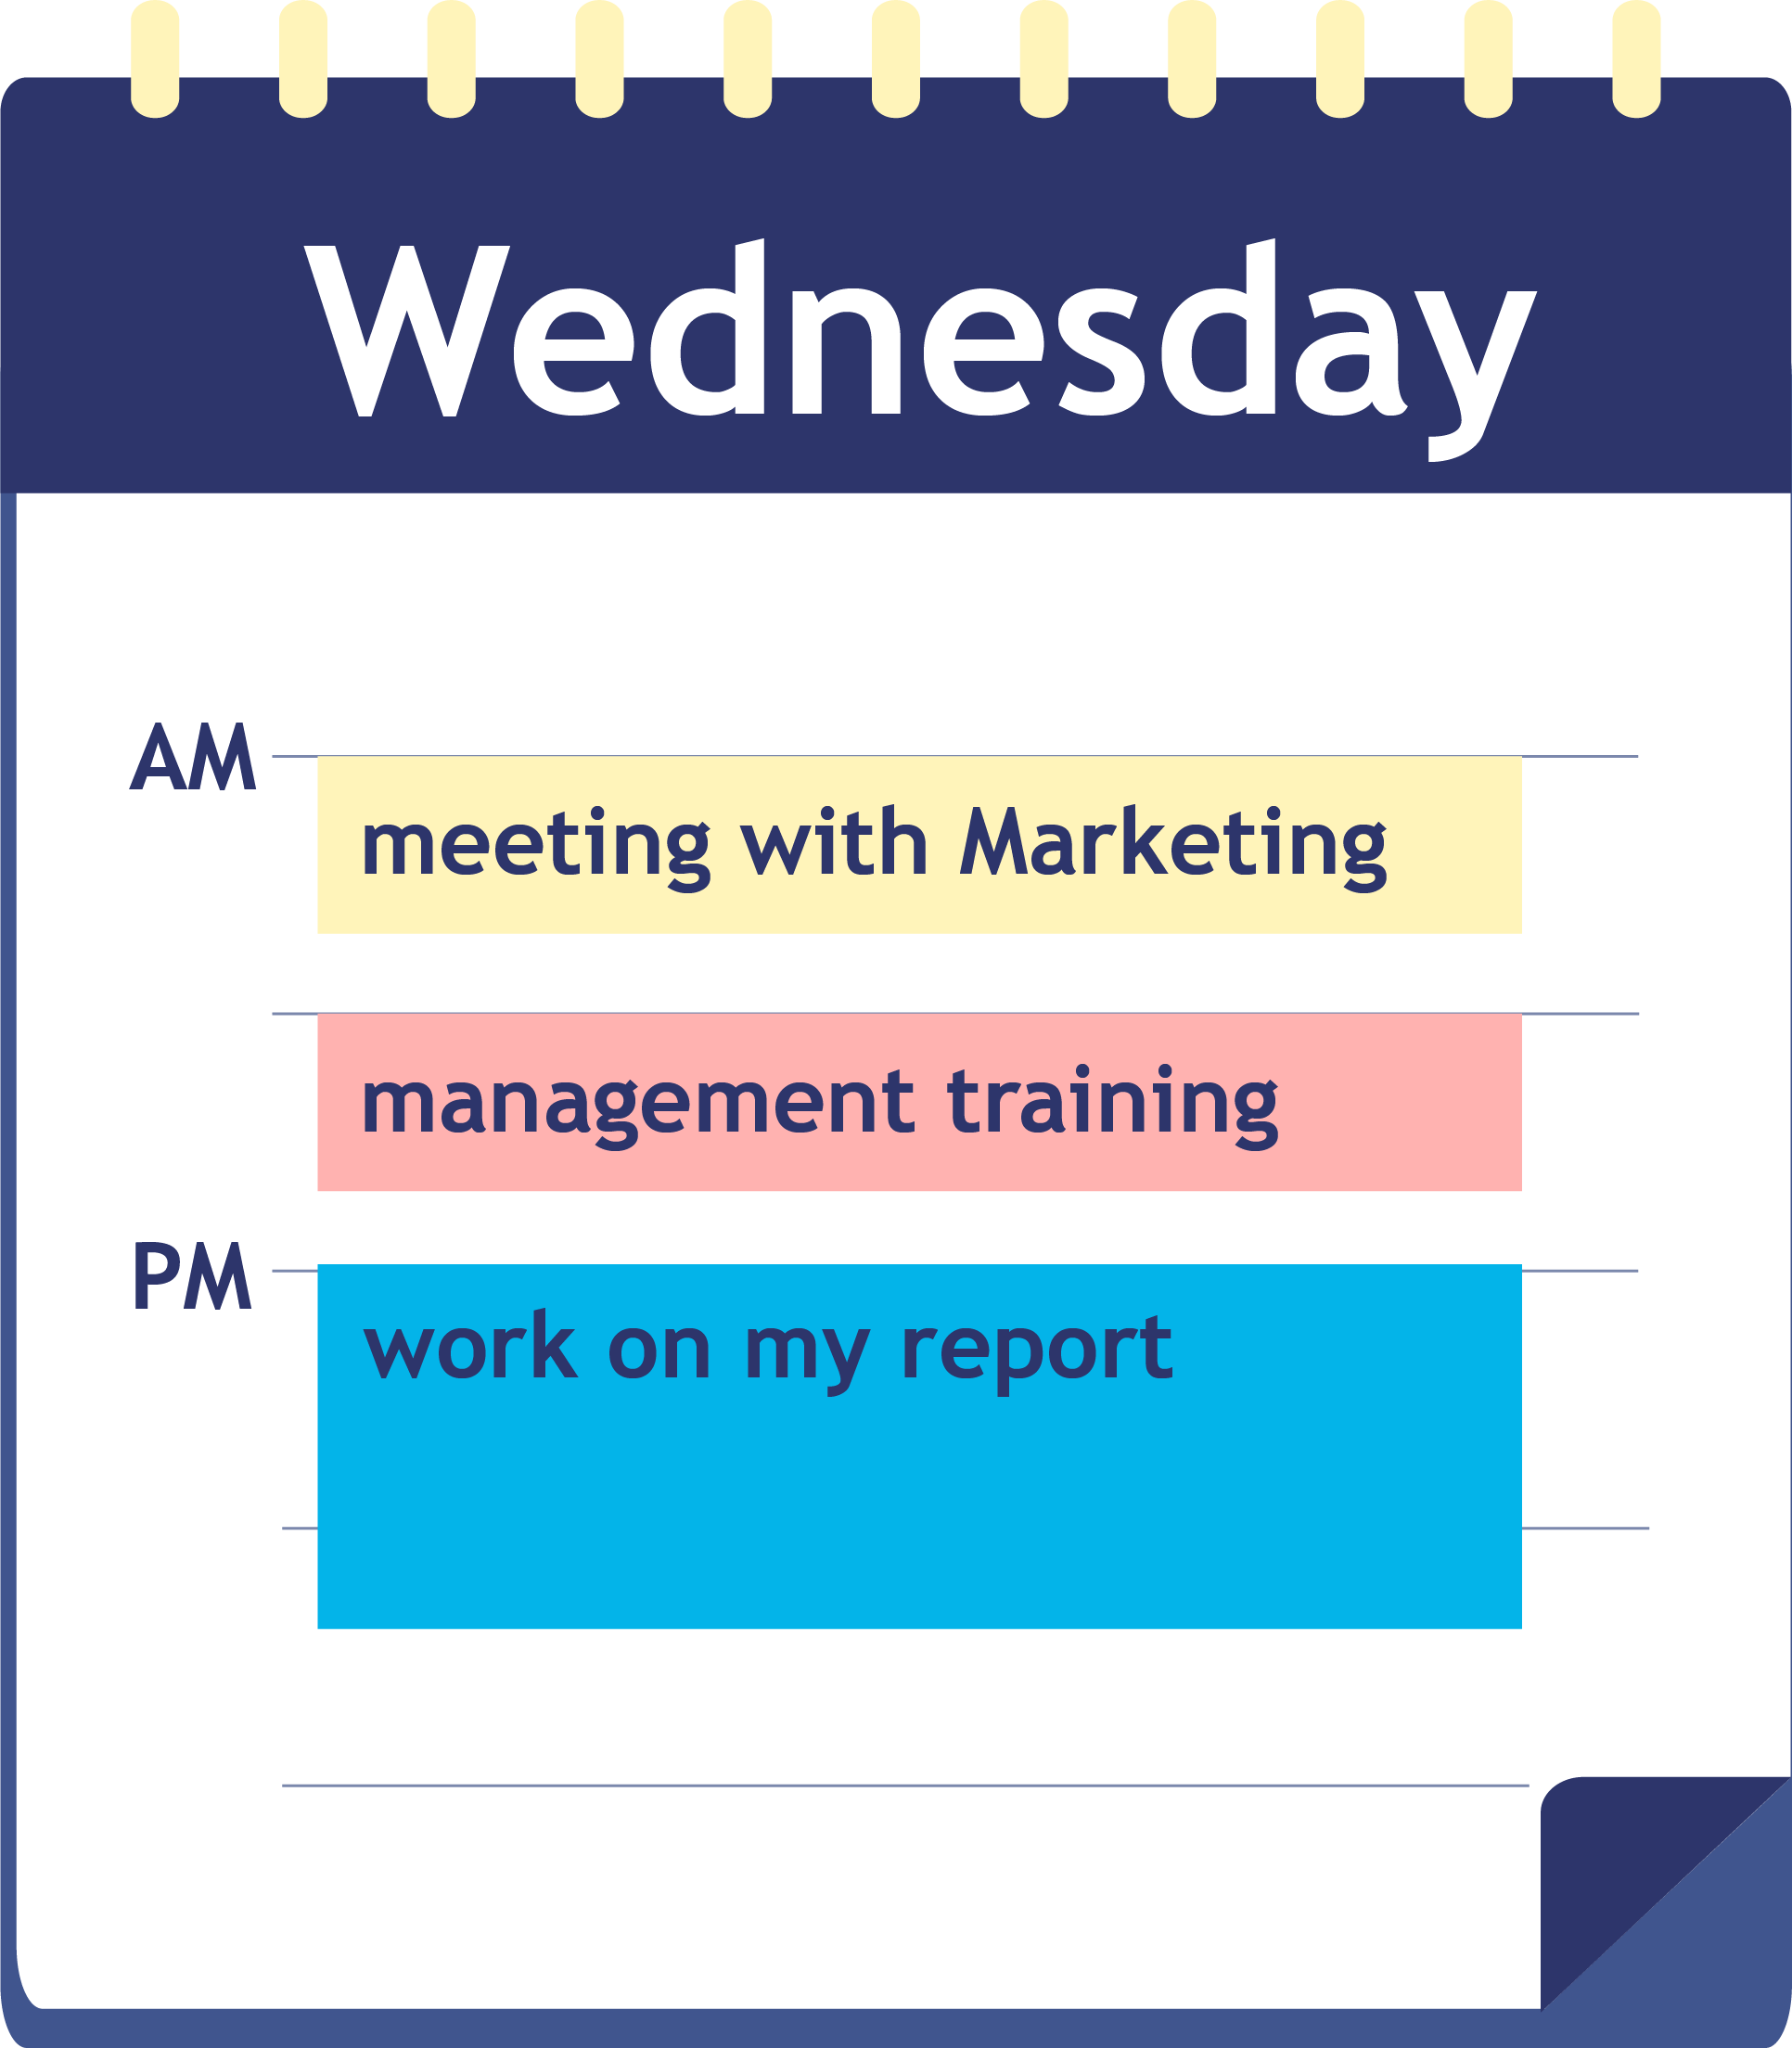 Wednesday
AM
meeting with Marketing
management training
PM
work on my report